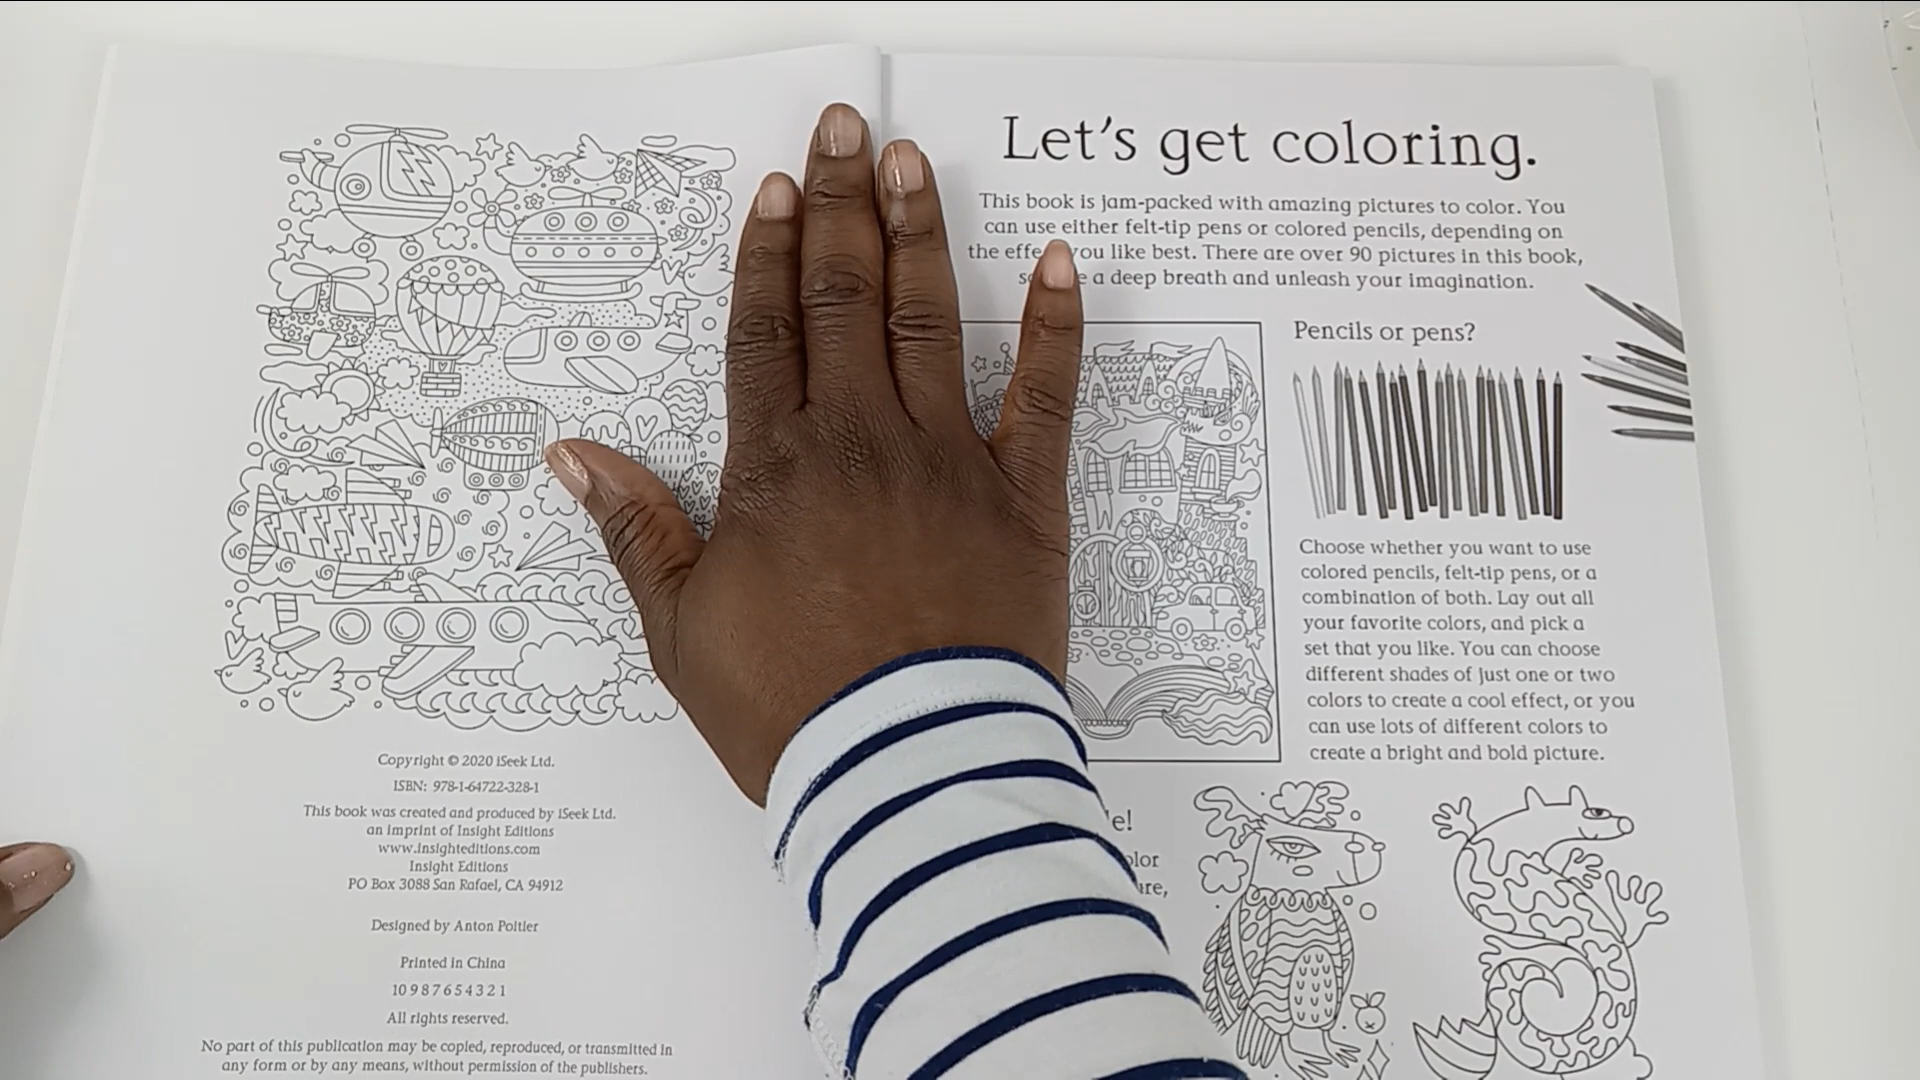 Copyright © 2020 iSeek Ltd.
ISBN: 978-1-64722-328-1
This book was created and produced by iSeek Ltd.
an imprint of Insight Editions
www.insighteditions.com
Insight Editions
PO Box 3088 San Rafael, CA 94912
Designed by Anton Poitier
Printed in China
10 9 8 7 6 5 4 3 2 1
All rights reserved.
No part of this publication may be copied, reproduced, or transmitted in
any form or by any means, without permission of the publishers.
Let's get coloring.
This book is jam-packed with amazing pictures to color. You
can use either felt-tip pens or colored pencils, depending on
the you like best. There are over 90 pictures in this book,
a deep breath and unleash your imagination.
Pencils or pens?
Choose whether you want to use
colored pencils, felt-tip pens, or a
combination of both. Lay out all
your favorite colors, and pick a
set that you like. You can choose
different shades of just one or two
colors to create a cool effect, or you
can use lots of different colors to
create a bright and bold picture.